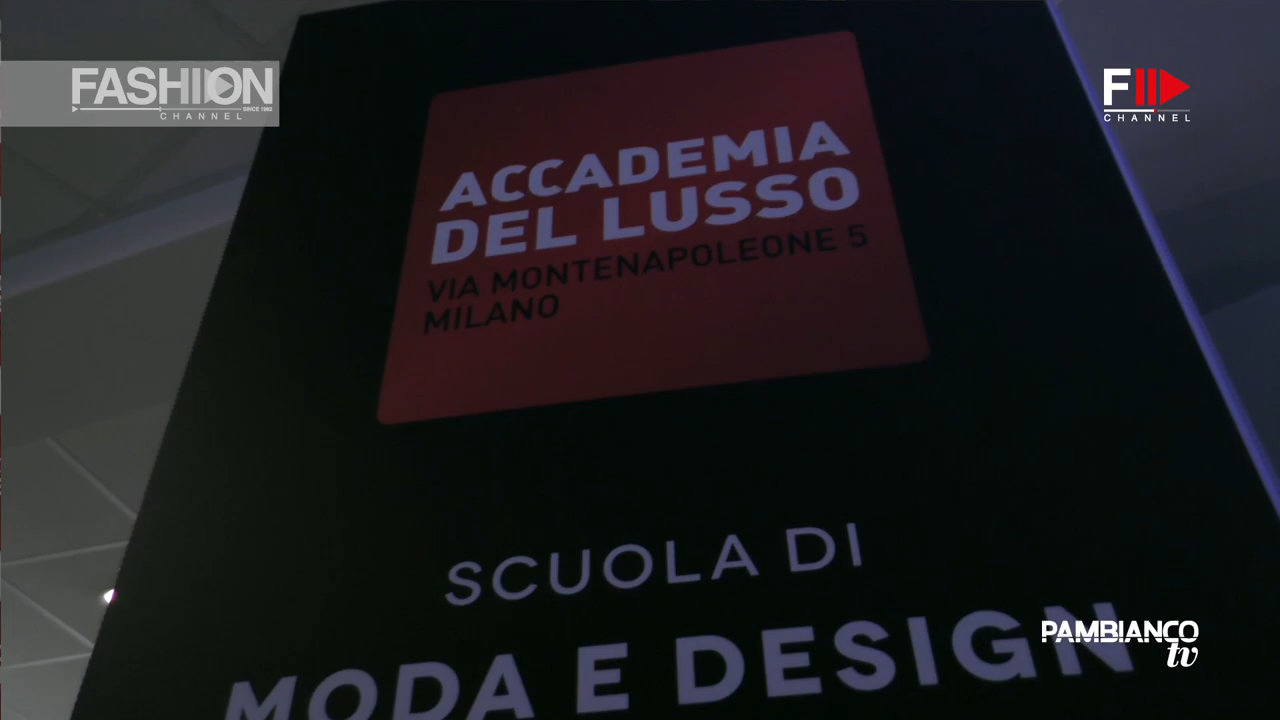 FASHION
SINCE 1983
CHANNEL
F
CHANNEL
ACCADEMIA
DEL LUSSO
VIA MONTENAPOLEONE 5
MILANO
SCUOLA DI
MODA E DESIGN
PAMBIANCO
tv